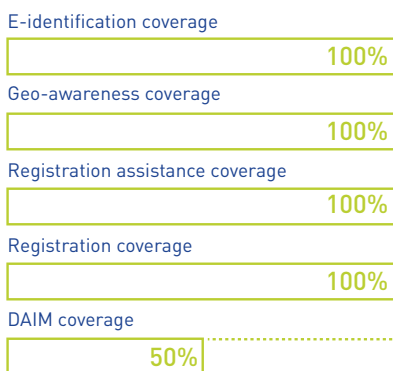 E-identification coverage
100%
Geo-awareness coverage
100%
Registration assistance coverage
100%
Registration coverage
100%
DAIM coverage
50%